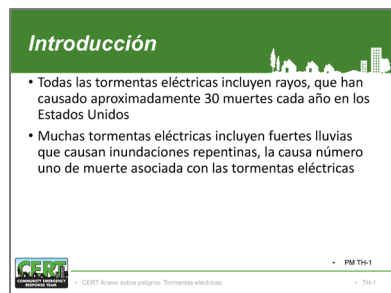 Introducción
• Todas las tormentas eléctricas incluyen rayos, que han
causado aproximadamente 30 muertes cada año en los
Estados Unidos
• Muchas tormentas eléctricas incluyen fuertes lluvias
que causan inundaciones repentinas, la causa número
uno de muerte asociada con las tormentas eléctricas
• PM TH-1
CERT
COMMUNITY EMERGENCY
RESPONSE TEAM
• CERT Anexo sobre peligros: Tormentas eléctricas
• TH-1